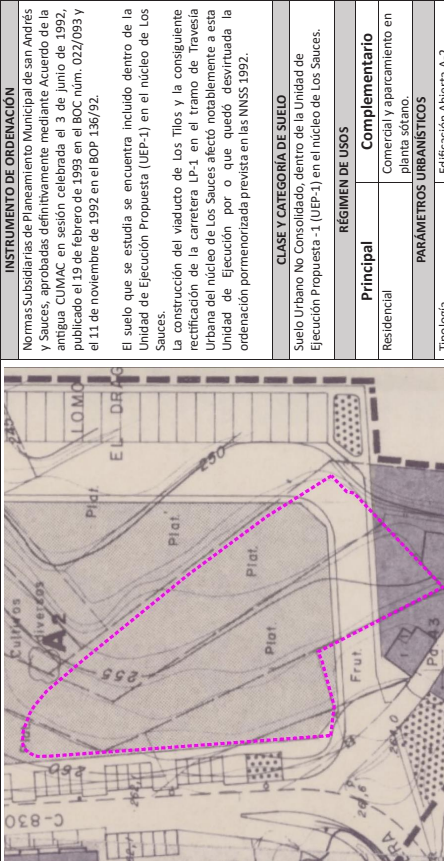 INSTRUMENTO DE ORDENACIÓN
Normas Subsidiarias de Planeamiento Municipal de san Andrés
y Sauces, aprobadas definitivamente mediante Acuerdo de la
antigua CUMAC en sesión celebrada el 3 de junio de 1992,
publicado el 19 de febrero de 1993 en el BOC núm. 022/093 y
el 11 de noviembre de 1992 en el BOP 136/92.
El suelo que se estudia se encuentra incluido dentro de la
Unidad de Ejecución Propuesta (UEP-1) en el núcleo de Los
Sauces.
La construcción del viaducto de Los Tilos y la consiguiente
rectificación de la carretera LP-1 en el tramo de Travesía
Urbana del núcleo de Los Sauces afectó notablemente a esta
Unidad de Ejecución por o que quedó desvirtuada la
ordenación pormenorizada prevista en las NNSS 1992.
CLASE Y CATEGORÍA DE SUELO
Suelo Urbano No Consolidado, dentro de la Unidad de
Ejecución Propuesta -1 (UEP-1) en el núcleo de Los Sauces.
RÉGIMEN DE USOS
Principal
Complementario
Residencial
Comercial y aparcamiento en
planta sótano.
PARÁMETROS URBANÍSTICOS
Tipología
Edificación Abierta A-2
245
LOMO
EL DRAG
250
Plat.
Plat.
Plat.
Plat
Cultivos
diversos
A2
255
260
C-830
Frut.
A3